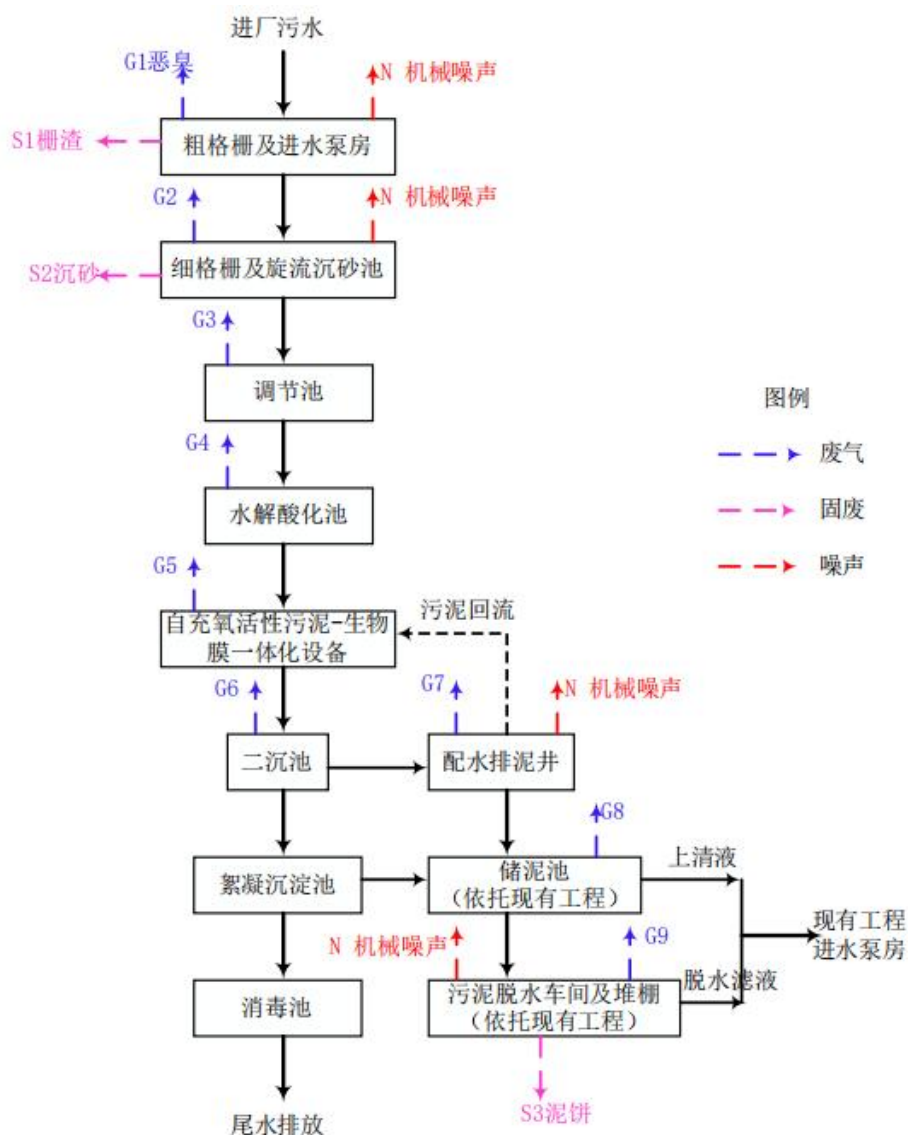 进厂污水
G1恶臭
N 机械噪声
S1栅渣
粗格栅及进水泵房
G2
N 机械噪声
S2沉砂
细格栅及旋流沉砂池
G3
调节池
图例
G4
废气
水解酸化池
固废
G5
噪声
污泥回流
自充氧活性污泥-生物
膜一体化设备
G6
G7
N 机械噪声
二沉池
配水排泥井
G8
上清液
絮凝沉淀池
储泥池
(依托现有工程)
现有工程
进水泵房
N 机械噪声
G9
脱水滤液
消毒池
污泥脱水车间及堆棚
(依托现有工程)
S3泥饼
尾水排放